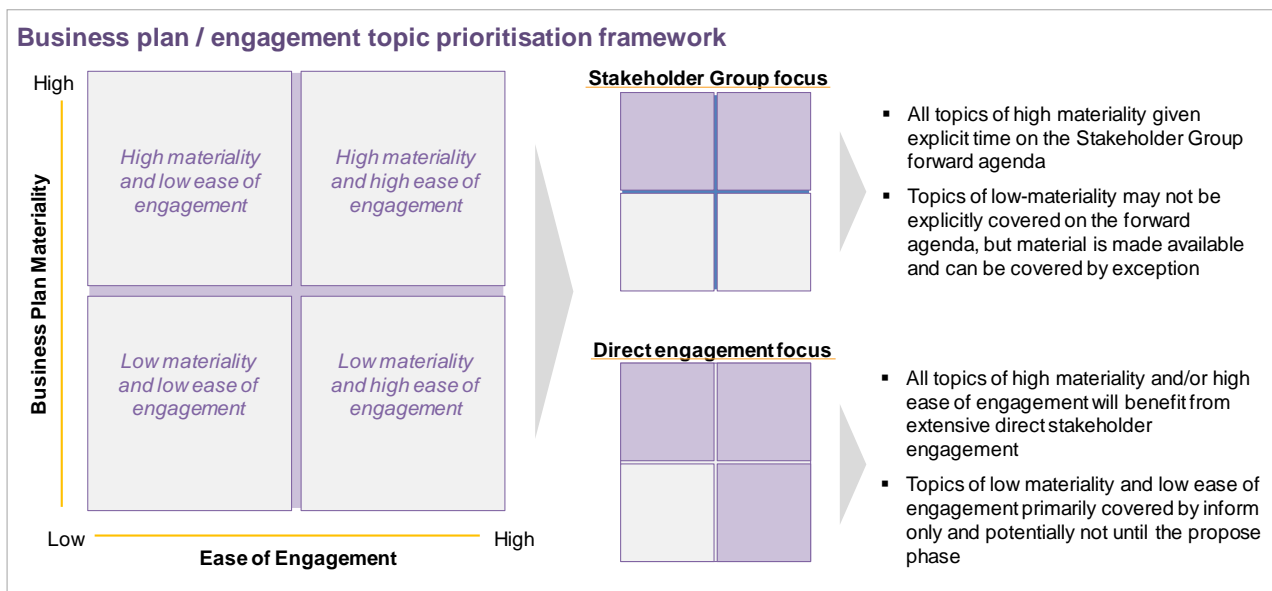 Business plan / engagement topic prioritisation framework
High
Business Plan Materiality
High materiality
and low ease of
engagement
High materiality
and high ease of
engagement
Low materiality
and low ease of
engagement
Low materiality
and high ease of
engagement
Low
High
Ease of Engagement
Stakeholder Group focus
▪ All topics of high materiality given
explicit time on the Stakeholder Group
forward agenda
▪ Topics of low-materiality may not be
explicitly covered on the forward
agenda, but material is made available
and can be covered by exception
Direct engagement focus
▪ All topics of high materiality and/or high
ease of engagement will benefit from
extensive direct stakeholder
engagement
▪ Topics of low materiality and low ease of
engagement primarily covered by inform
only and potentially not until the propose
phase